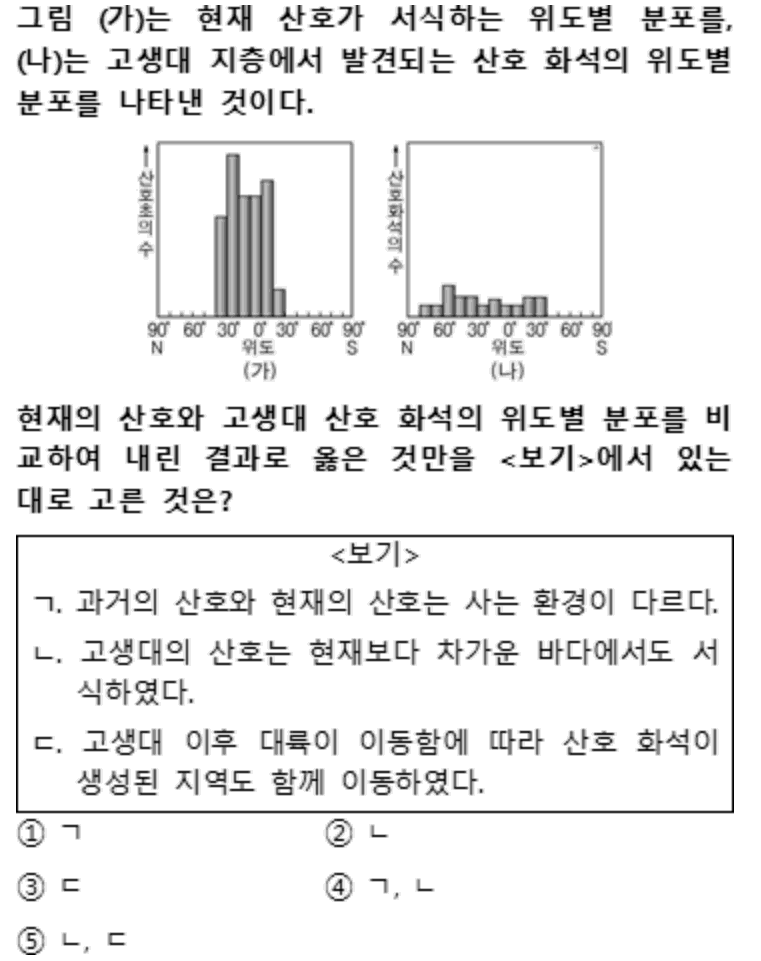 그림 (가)는 현재 산호가 서식하는 위도별 분포를,
(나)는 고생대 지층에서 발견되는 산호 화석의 위도별
분포를 나타낸 것이다.
↑산호초의 수
90° 60° 30° 0° 30° 60° 90°
N 위도 S
(가)
↑산호화석의 수
90° 60° 30° 0° 30° 60° 90
N 위도 S
(나)
현재의 산호와 고생대 산호 화석의 위도별 분포를 비
교하여 내린 결과로 옳은 것만을 <보기>에서 있는
대로 고른 것은?
<보기>
ㄱ. 과거의 산호와 현재의 산호는 사는 환경이 다르다.
ㄴ. 고생대의 산호는 현재보다 차가운 바다에서도 서
식하였다.
ㄷ. 고생대 이후 대륙이 이동함에 따라 산호 화석이
생성된 지역도 함께 이동하였다.
① ㄱ ② ㄴ
③ ㄷ ④ ㄱ, ㄴ
⑤ ㄴ, ㄷ